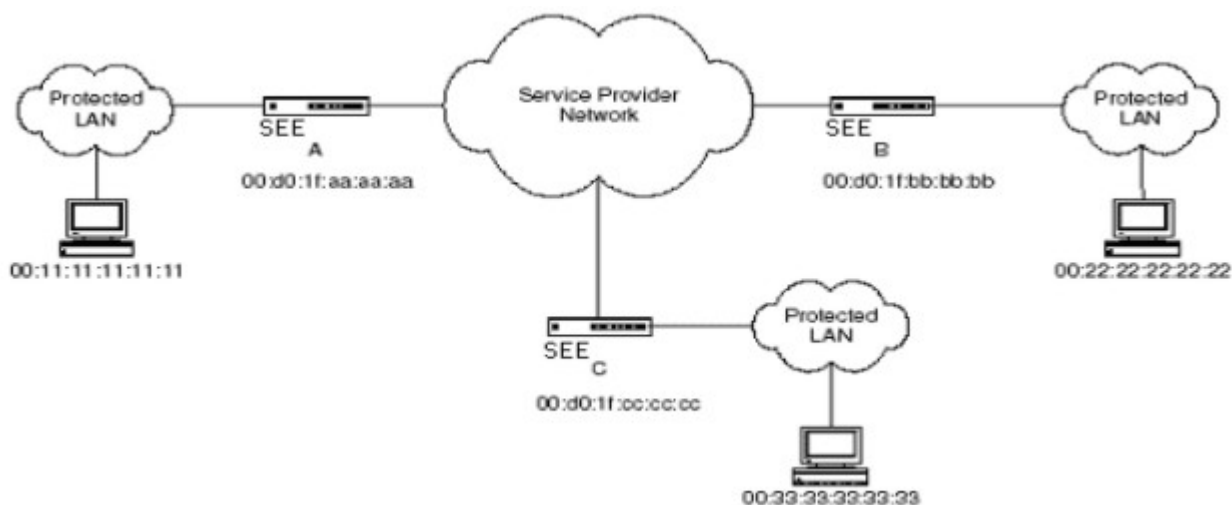 Protected
LAN
SEE
A
00:d0:1f:aa:aa:aa
00:11:11:11:11:11
Service Provider
Network
SEE
B
00:d0:1f:bb:bb:bb
Protected
LAN
00:22:22:22:22:22
SEE
C
00:d0:1f:cc:cc:cc
Protected
LAN
00:33:33:33:33:33